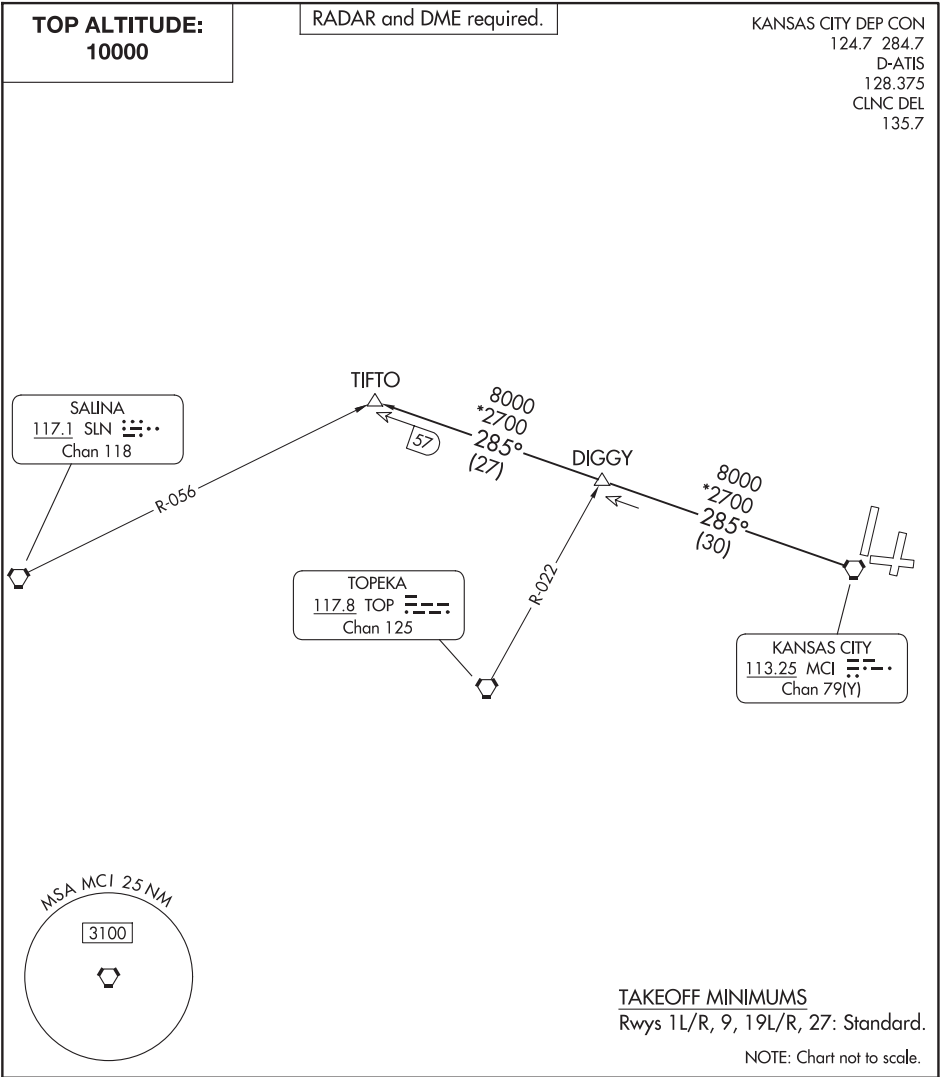 TOP ALTITUDE:
10000
RADAR and DME required.
KANSAS CITY DEP CON
124.7 284.7
D-ATIS
128.375
CLNC DEL
135.7
TIFTO
8000
*2700
285°
(27)
57
SALINA
117.1 SLN
Chan 118
R-056
DIGGY
8000
*2700
285°
(30)
R-022
TOPEKA
117.8 TOP
Chan 125
KANSAS CITY
113.25 MCI
Chan 79(Y)
MSA MCI 25 NM
3100
TAKEOFF MINIMUMS
Rwys 1L/R, 9, 19L/R, 27: Standard.
NOTE: Chart not to scale.